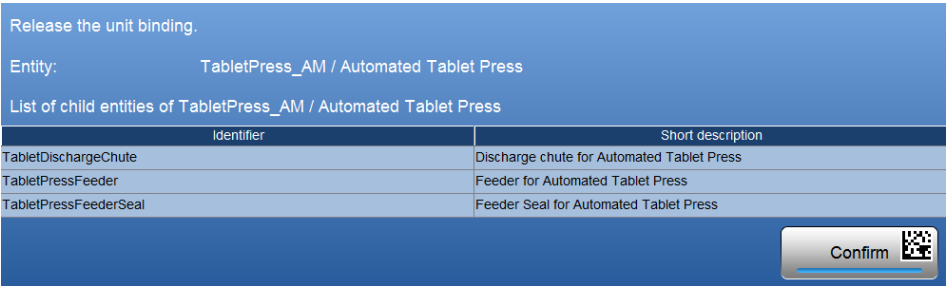 Release the unit binding.
Entity: TabletPress_AM / Automated Tablet Press
List of child entities of TabletPress_AM / Automated Tablet Press
Identifier Short description
TabletDischargeChute Discharge chute for Automated Tablet Press
TabletPressFeeder Feeder for Automated Tablet Press
TabletPressFeederSeal Feeder Seal for Automated Tablet Press
Confirm